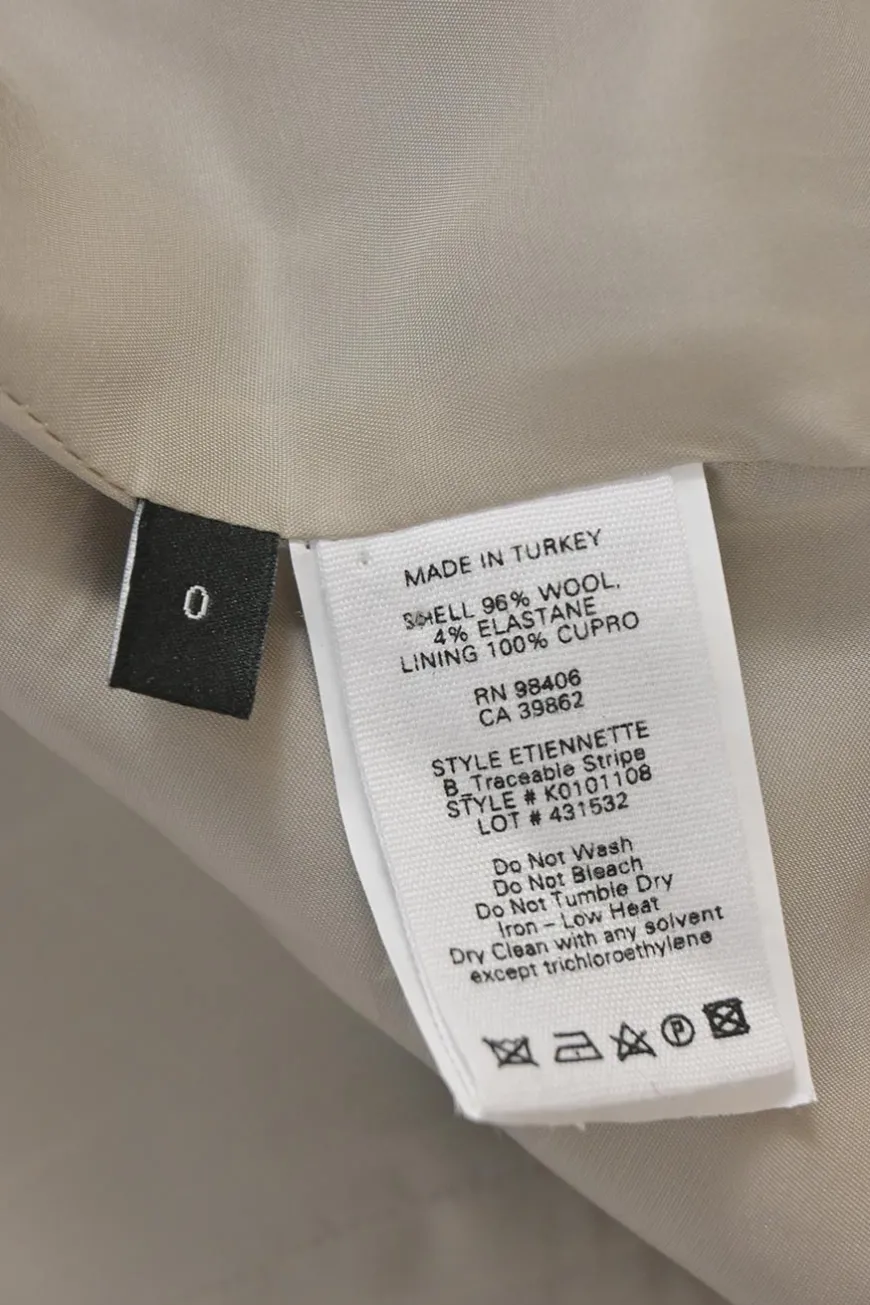 0
MADE IN TURKEY
SHELL 96% WOOL,
4% ELASTANE
LINING 100% CUPRO
RN 98406
CA 39862
STYLE ETIENNETTE
B_Traceable Stripe
STYLE # K0101108
LOT # 431532
Do Not Wash
Do Not Bleach
Do Not Tumble Dry
Iron - Low Heat
Dry Clean with any solvent
except trichloroethylene
P